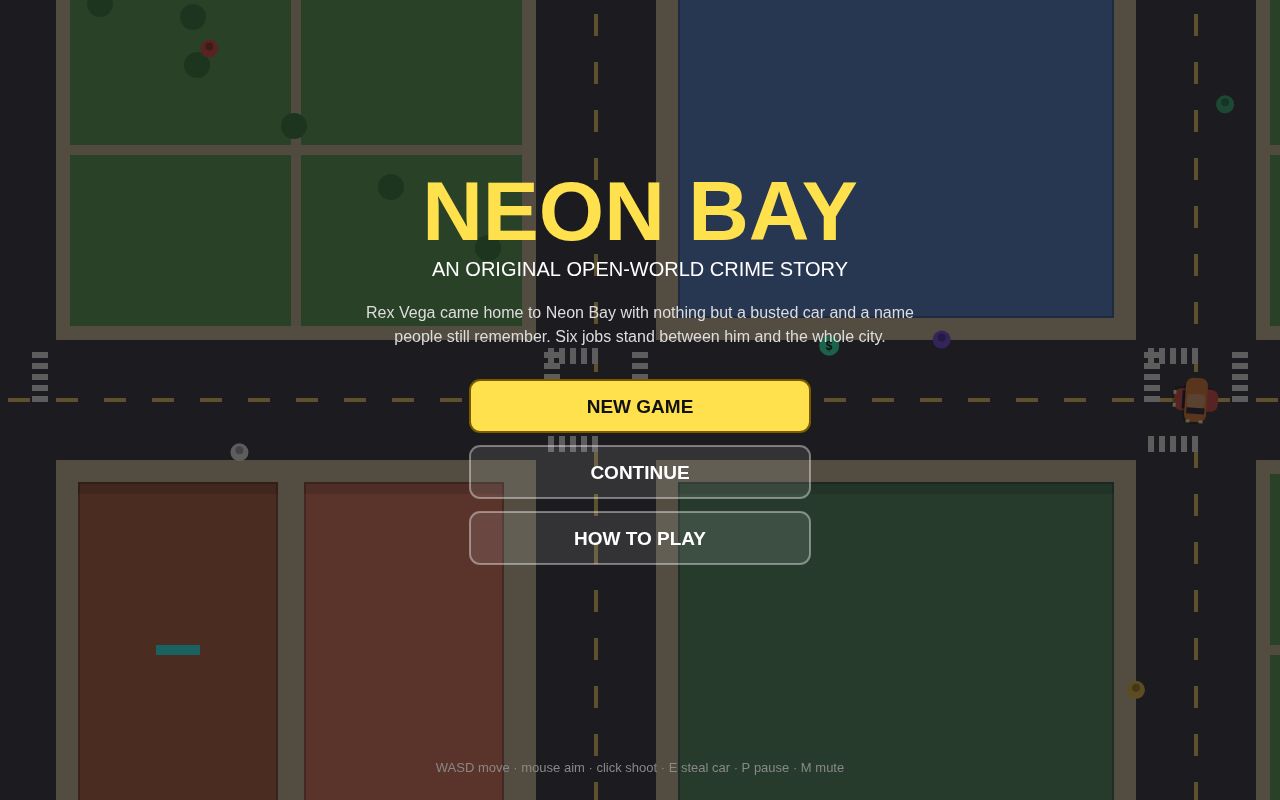 NEON BAY
AN ORIGINAL OPEN-WORLD CRIME STORY
Rex Vega came home to Neon Bay with nothing but a busted car and a name
people still remember. Six jobs stand between him and the whole city.
$
NEW GAME
CONTINUE
HOW TO PLAY
WASD move · mouse aim · click shoot · E steal car · P pause · M mute